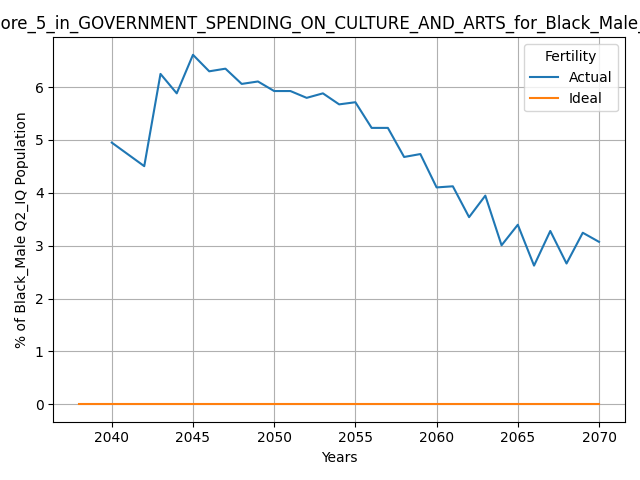 ore_5_in_GOVERNMENT_SPENDING_ON_CULTURE_AND_ARTS_for_Black_Male_
Fertility
Actual
Ideal
% of Black_Male Q2_IQ Population
6
5
4
3
2
1
0
2040 2045 2050 2055 2060 2065 2070
Years